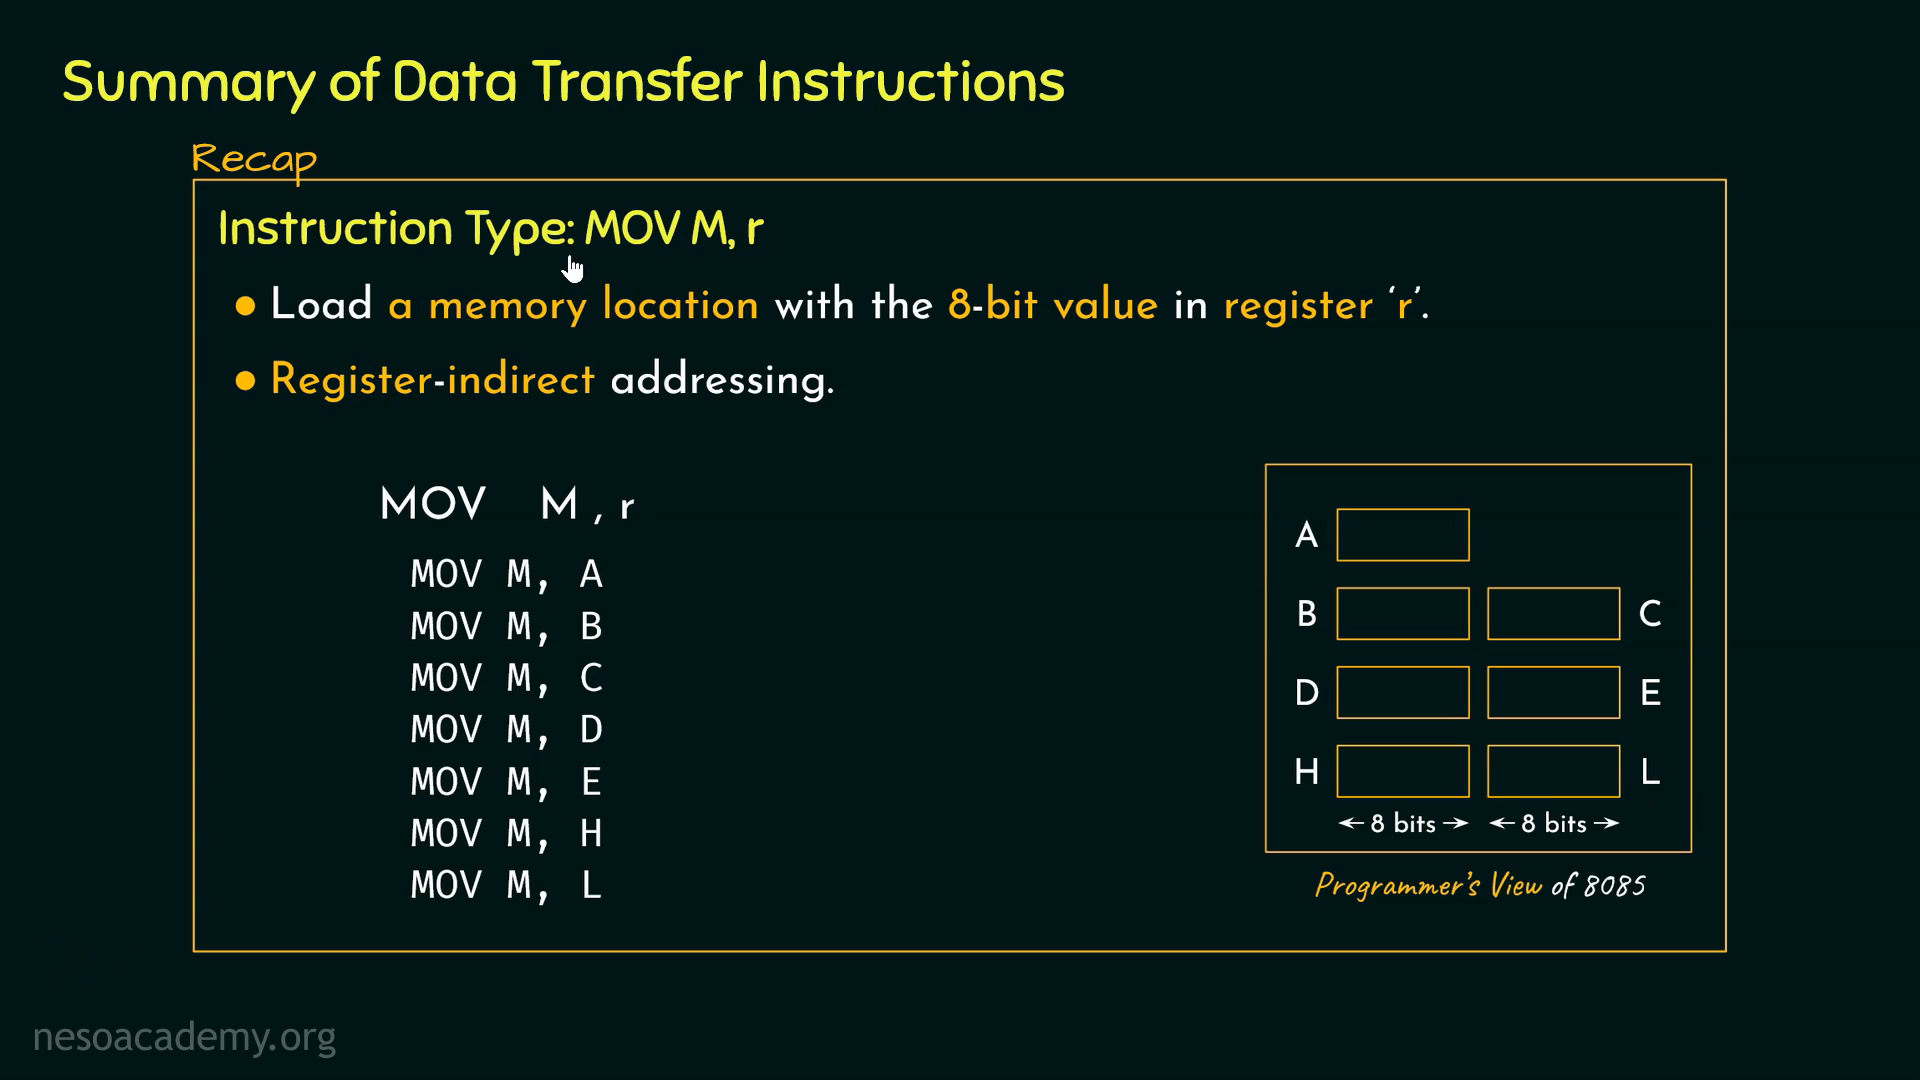 Summary of Data Transfer Instructions
Recap
Instruction Type: MOV M, r
● Load a memory location with the 8-bit value in register ‘r’.
● Register-indirect addressing.
MOV M , r
MOV M, A
MOV M, B
MOV M, C
MOV M, D
MOV M, E
MOV M, H
MOV M, L
A
B C
D E
H L
←8 bits→ ←8 bits→
Programmer's View of 8085
nesoacademy.org